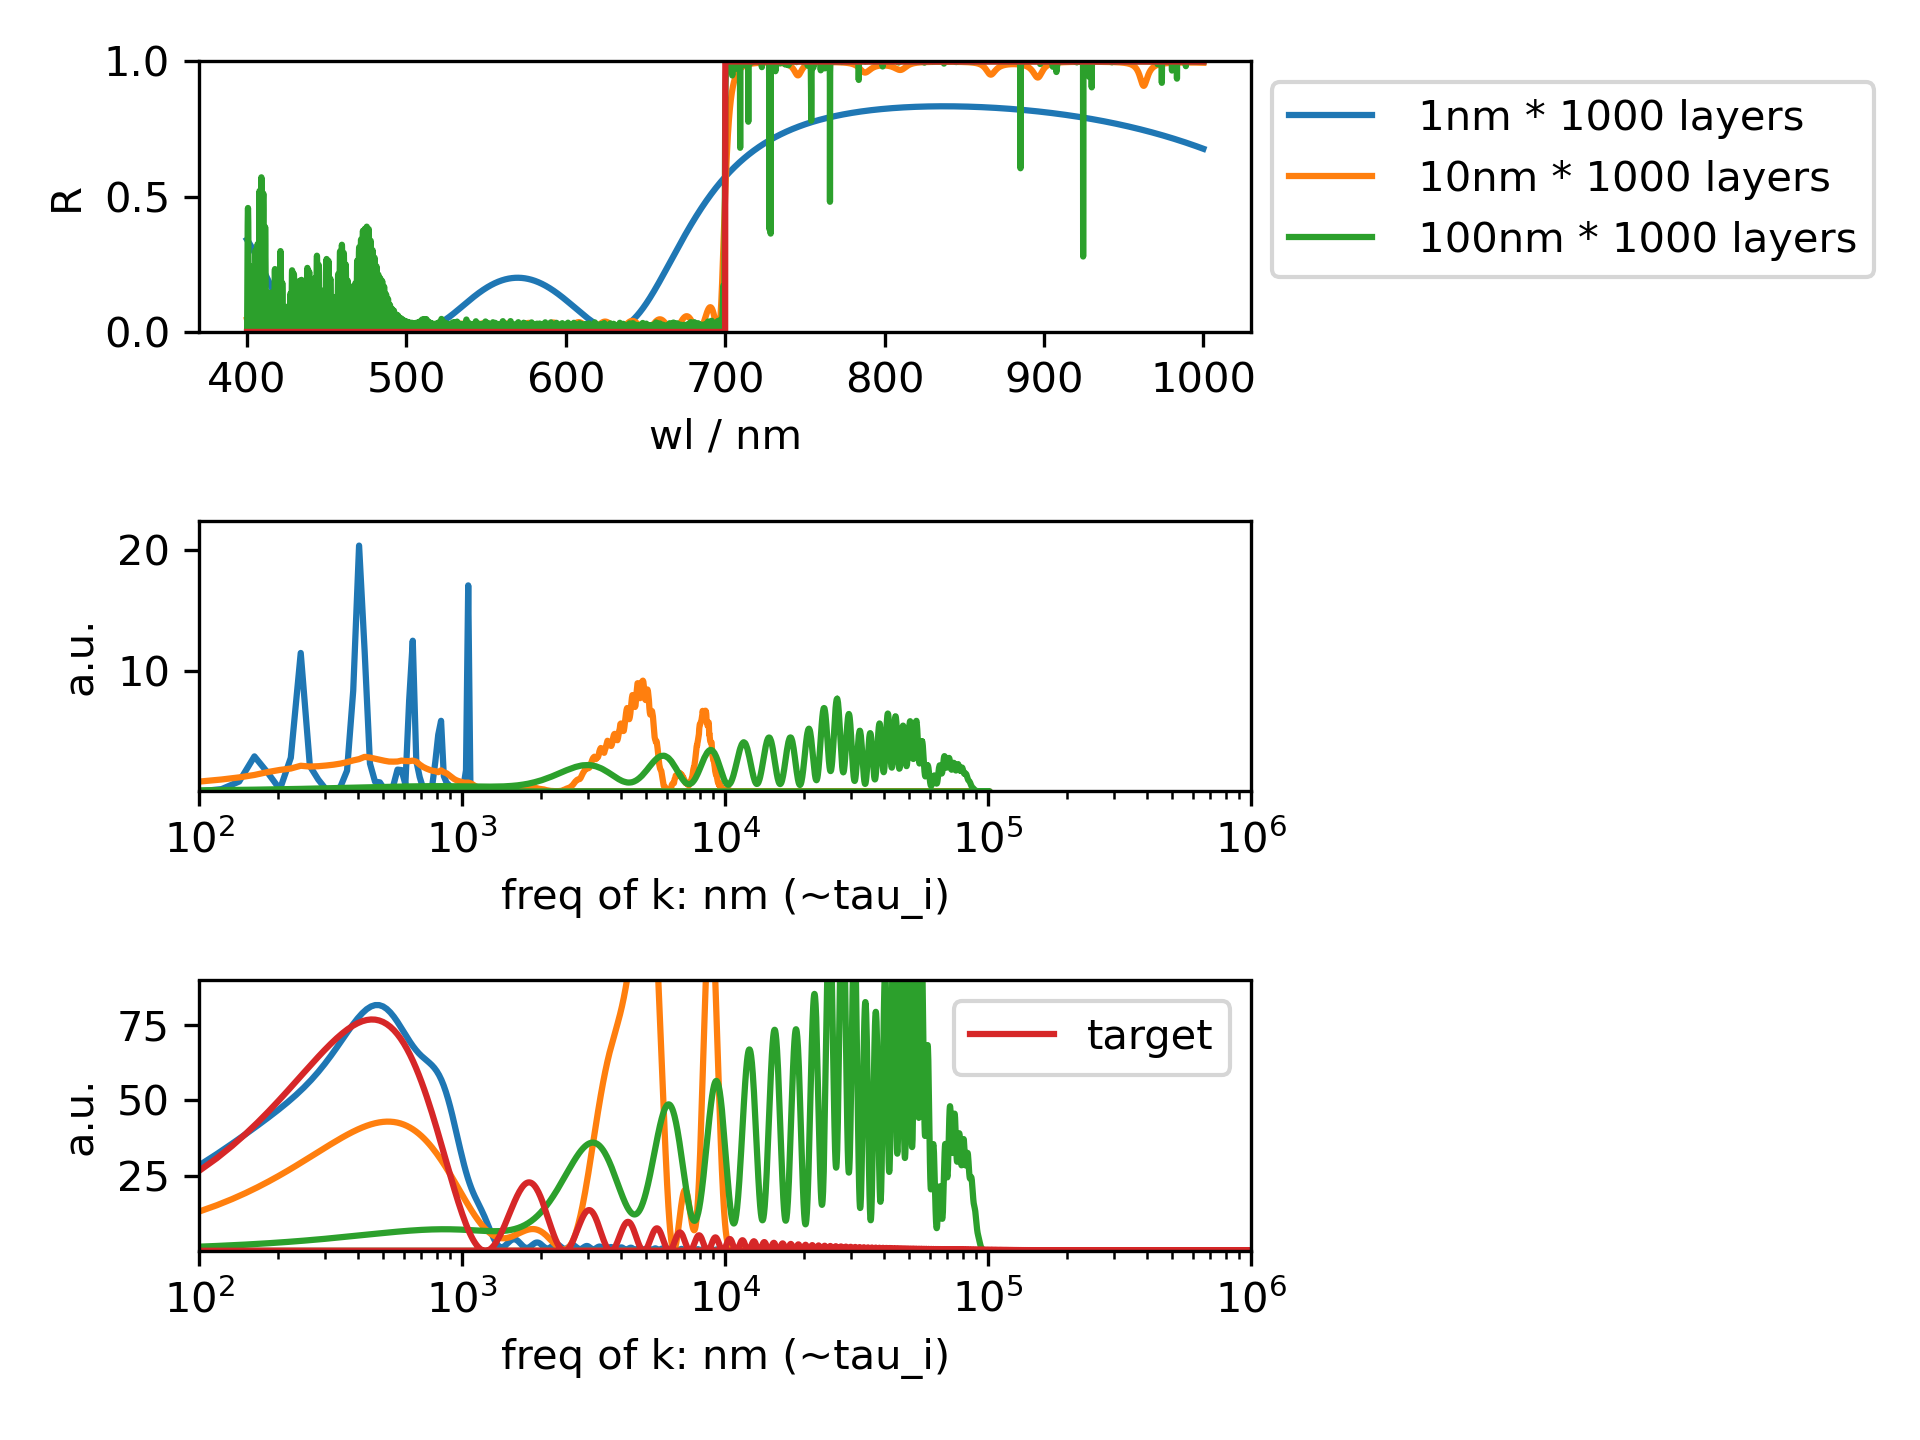 1.0
0.5
0.0
R
400 500 600 700 800 900 1000
wl / nm
1nm * 1000 layers
10nm * 1000 layers
100nm * 1000 layers
20
10
a.u.
10² 10³ 10⁴ 10⁵ 10⁶
freq of k: nm (~tau_i)
75
50
25
a.u.
target
10² 10³ 10⁴ 10⁵ 10⁶
freq of k: nm (~tau_i)